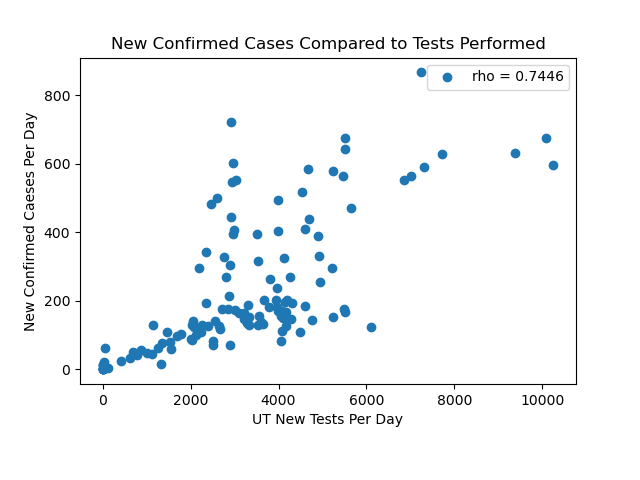 New Confirmed Cases Compared to Tests Performed
rho = 0.7446
New Confirmed Caeses Per Day
800
600
400
200
0
0 2000 4000 6000 8000 10000
UT New Tests Per Day